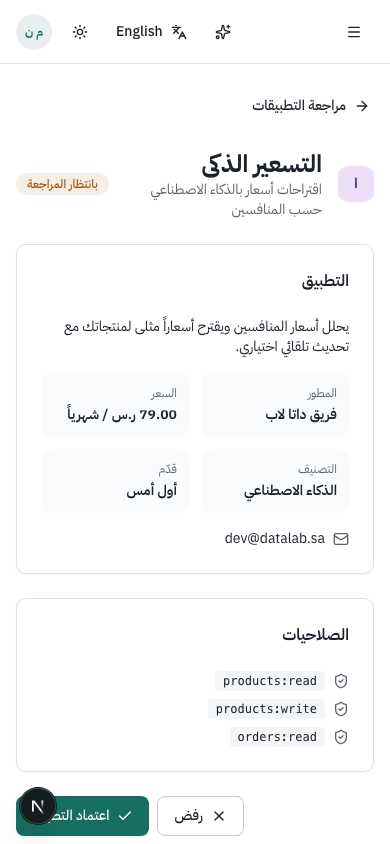 English
م ن
مراجعة التطبيقات
ا
التسعير الذكي
اقتراحات أسعار بالذكاء الاصطناعي
حسب المنافسين
بانتظار المراجعة
التطبيق
يحلل أسعار المنافسين ويقترح أسعاراً مثلى لمنتجاتك مع
تحديث تلقائي اختياري.
المطور
فريق داتا لاب
السعر
79.00 ر.س / شهرياً
التصنيف
الذكاء الاصطناعي
قدّم
أول أمس
dev@datalab.sa
الصلاحيات
products:read
products:write
orders:read
رفض
اعتماد
N